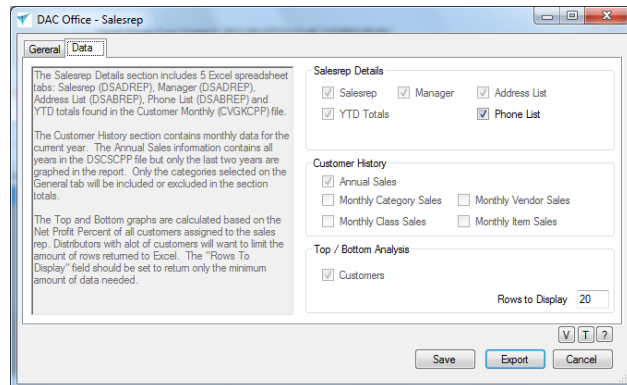 DAC Office - Salesrep
Gereral Data
The Salesrep Details section includes 5 Excel spreadsheet
tabs: Salesrep (DSADREP), Manager (DSADREP),
Address List (DSABREP), Phone List (DSABREP) and
YTD totals found in the Customer Monthly (CVGKCPP) file.
The Customer History section contains monthly data for the
current year. The Annual Sales information contains all
years in the DSCSCPP file but only the last two years are
graphed in the report. Only the categories selected on the
General tab will be included or excluded in the section
totals.
The Top and Bottom graphs are calculated based on the
Net Profit Percent of all customers assigned to the sales
rep. Distributors with alot of customers will want to limit the
amount of rows returned to Excel. The "Rows To
Display" field should be set to return only the minimum
amount of data needed.
Salesrep Details
Salesrep Manager Address List
YTD Totals Phone List
Customer History
Annual Sales
Monthly Category Sales Monthly Vendor Sales
Monthly Class Sales Monthly Item Sales
Top / Bottom Analysis
Customers
Rows to Display 20
V T ?
Save Export Cancel